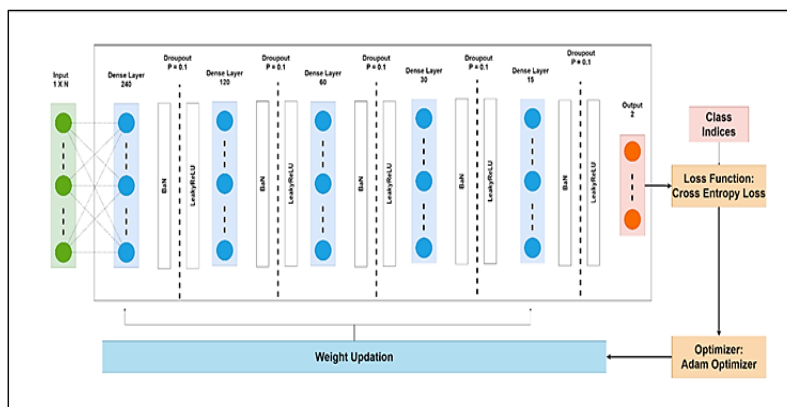 Input
1 X N
Dense Layer
240
Droupout
P = 0.1
BaN
LeakyReLU
Dense Layer
120
Droupout
P = 0.1
BaN
LeakyReLU
Dense Layer
60
Droupout
P = 0.1
BaN
LeakyReLU
Dense Layer
30
Droupout
P = 0.1
BaN
LeakyReLU
Dense Layer
15
Droupout
P =0.1
BaN
LeakyReLU
Output
2
Class
Indices
Loss Function:
Cross Entropy Loss
Optimizer:
Adam Optimizer
Weight Updation